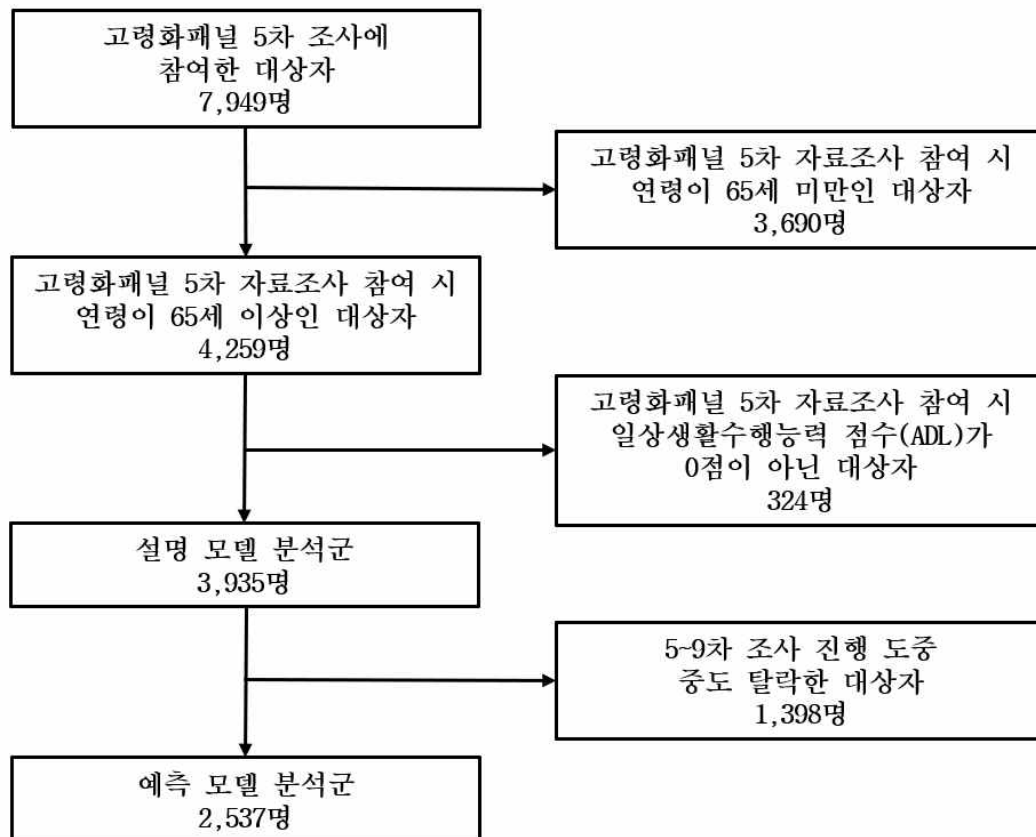 고령화패널 5차 조사에
참여한 대상자
7,949명
고령화패널 5차 자료조사 참여 시
연령이 65세 미만인 대상자
3,690명
고령화패널 5차 자료조사 참여 시
연령이 65세 이상인 대상자
4,259명
고령화패널 5차 자료조사 참여 시
일상생활수행능력 점수(ADL)가
0점이 아닌 대상자
324명
설명 모델 분석군
3,935명
5~9차 조사 진행 도중
중도 탈락한 대상자
1,398명
예측 모델 분석군
2,537명